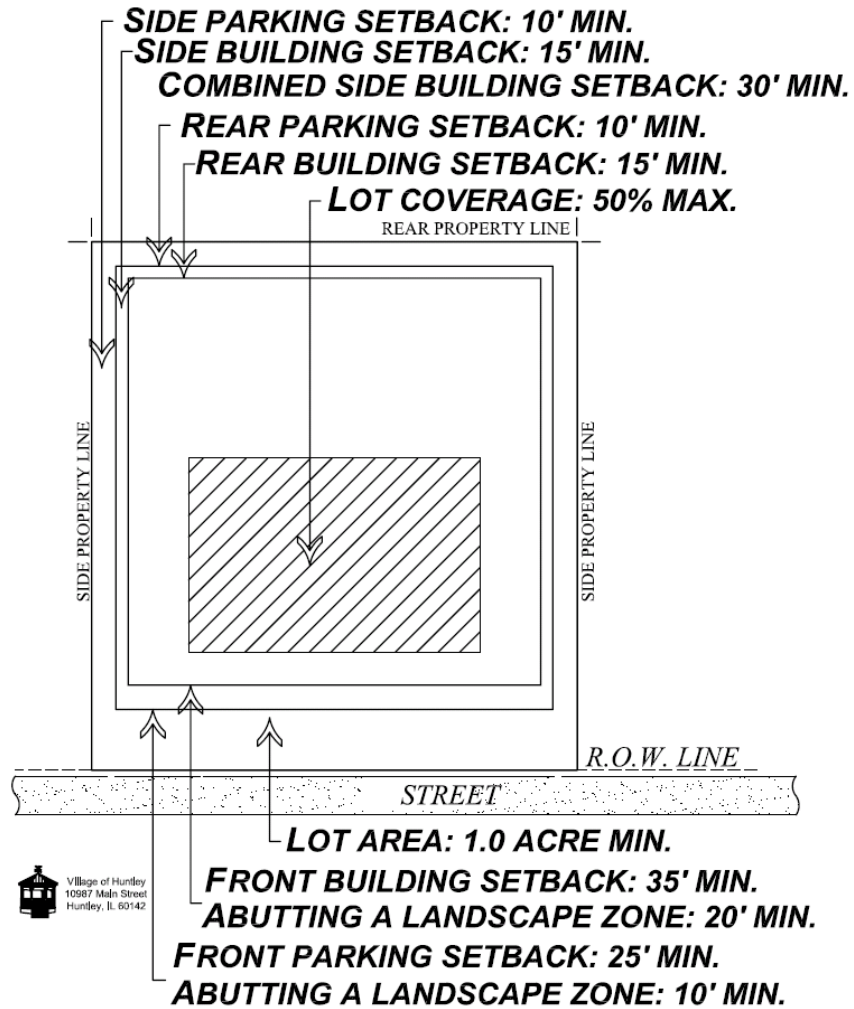 SIDE PARKING SETBACK: 10' MIN.
SIDE BUILDING SETBACK: 15' MIN.
COMBINED SIDE BUILDING SETBACK: 30' MIN.
REAR PARKING SETBACK: 10' MIN.
REAR BUILDING SETBACK: 15' MIN.
LOT COVERAGE: 50% MAX.
REAR PROPERTY LINE
SIDE PROPERTY LINE
SIDE PROPERTY LINE
R.O.W. LINE
STREET
LOT AREA: 1.0 ACRE MIN.
Village of Huntley
10987 Main Street
Huntley, IL 60142
FRONT BUILDING SETBACK: 35' MIN.
ABUTTING A LANDSCAPE ZONE: 20' MIN.
FRONT PARKING SETBACK: 25' MIN.
ABUTTING A LANDSCAPE ZONE: 10' MIN.